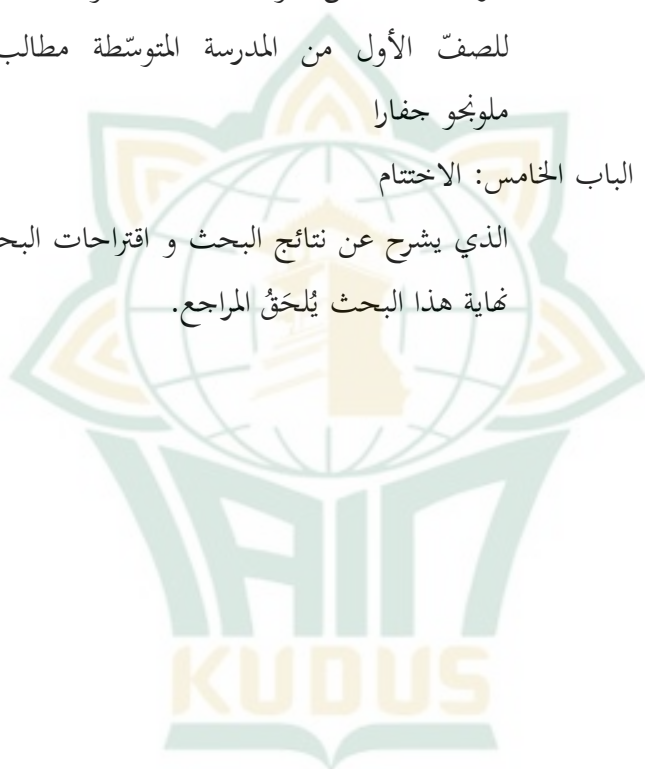 للصفّ الأول من المدرسة المتوسّطة مطالب
ملونجو جفارا
الباب الخامس: الاختتام
الذي يشرح عن نتائج البحث و اقتراحات
نهاية هذا البحث يُلحَقُ المراجع.
IAIN
KUDUS